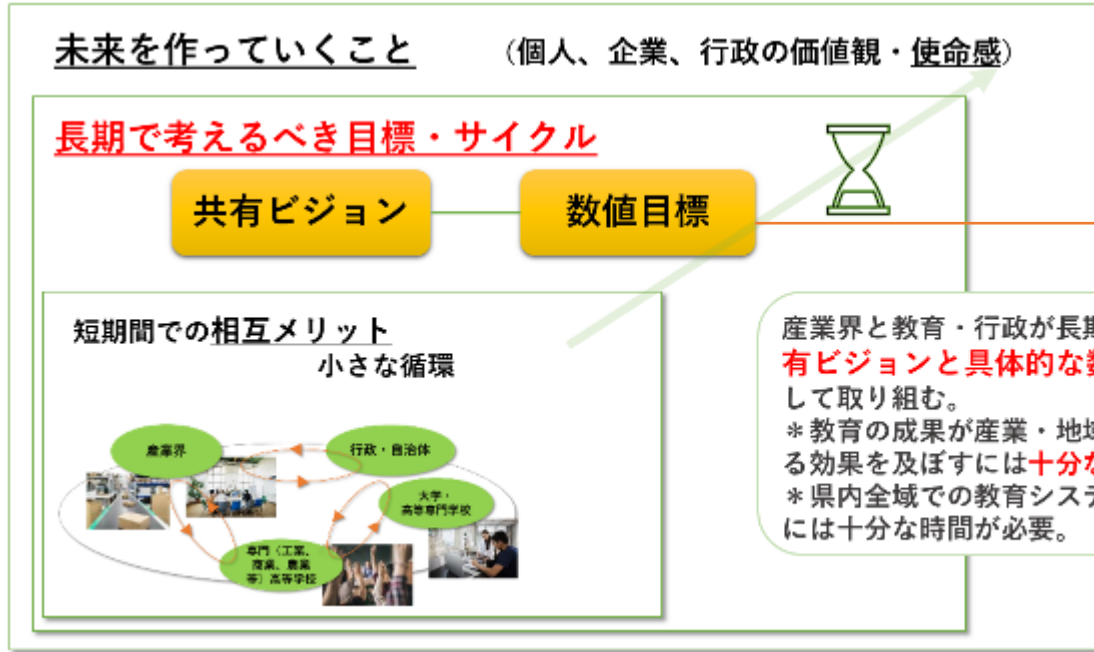 未来を作っていくこと （個人、企業、行政の価値観・使命感）
長期で考えるべき目標・サイクル
共有ビジョン
数値目標
短期間での相互メリット
小さな循環
産業界
行政・自治体
大学・
高等専門学校
専門（工業、
商業、農業
等）高等学校
産業界と教育・行政が長期
有ビジョンと具体的な数
して取り組む。
＊教育の成果が産業・地域
る効果を及ぼすには十分な
＊県内全域での教育システ
には十分な時間が必要。